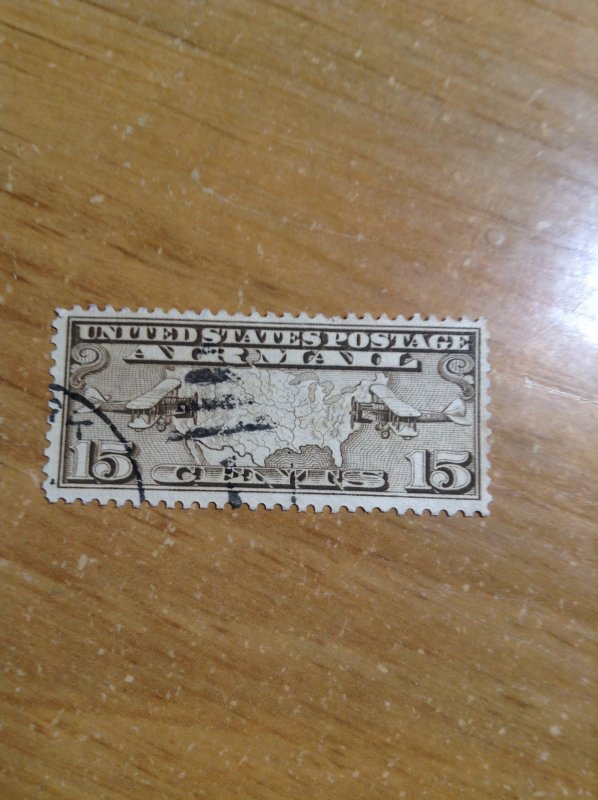 UNITED STATES POSTAGE
AIR MAIL
15 CENTS 15